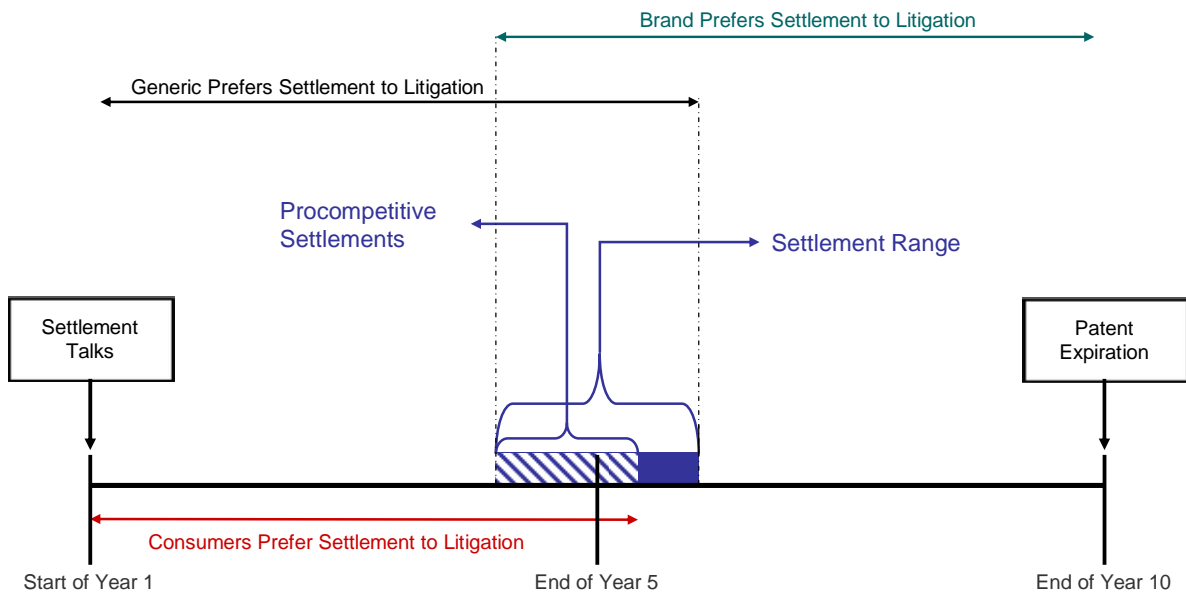 Brand Prefers Settlement to Litigation
Generic Prefers Settlement to Litigation
Procompetitive
Settlements
Settlement Range
Settlement
Talks
Patent
Expiration
Consumers Prefer Settlement to Litigation
Start of Year 1
End of Year 5
End of Year 10